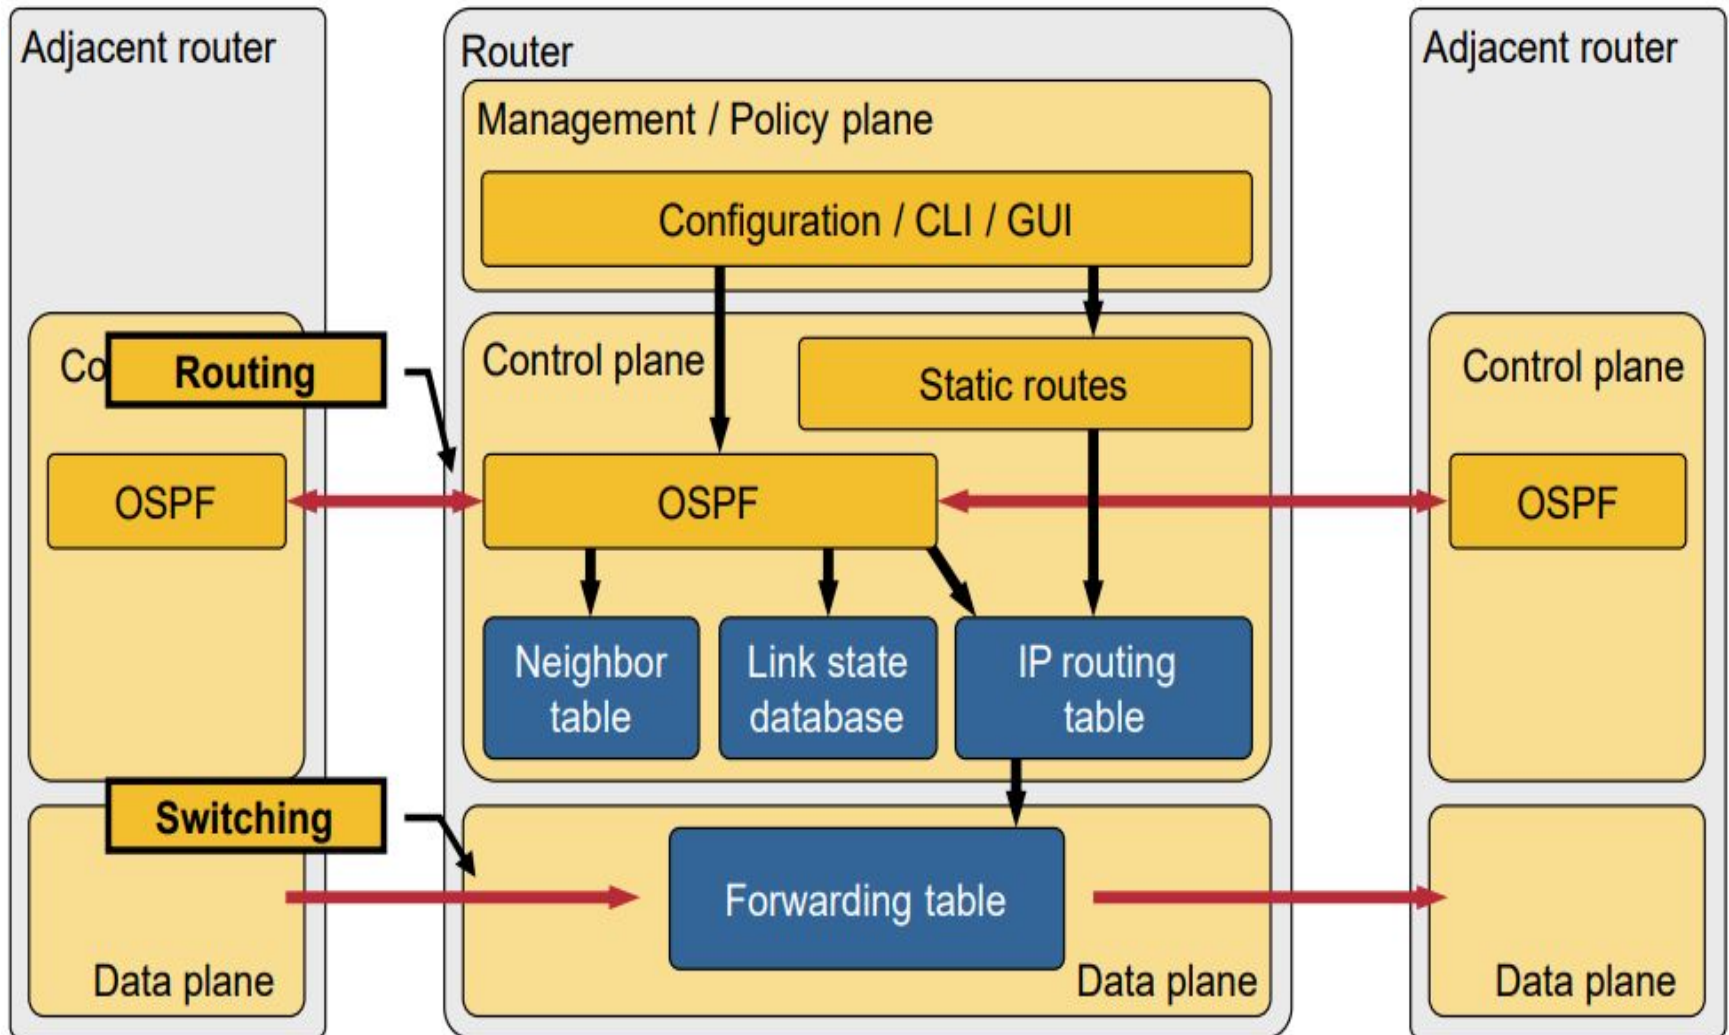 Adjacent router
Router
Adjacent router
Management / Policy plane
Configuration / CLI / GUI
Co
Routing
Control plane
Static routes
Control plane
OSPF
OSPF
OSPF
Neighbor
table
Link state
database
IP routing
table
Switching
Forwarding table
Data plane
Data plane
Data plane